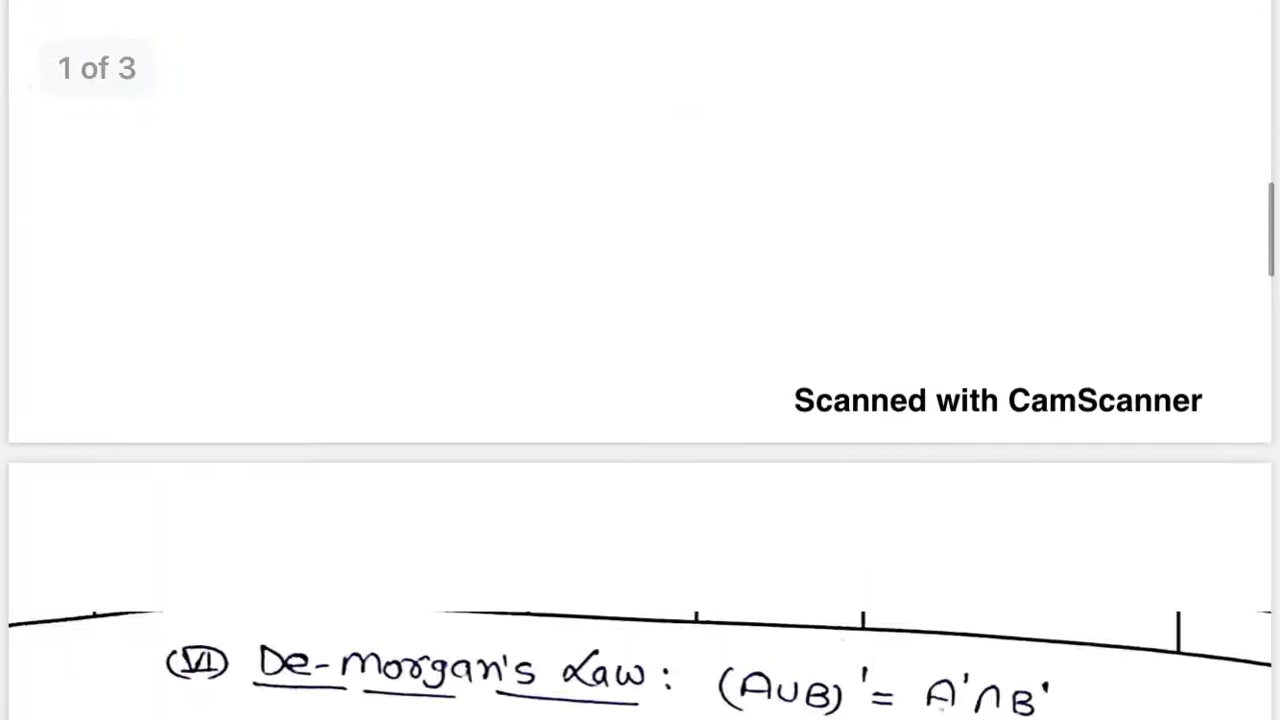 1 of 3
Scanned with CamScanner
(VI) De-morgan's Law: (A∪B)'= A'∩B'